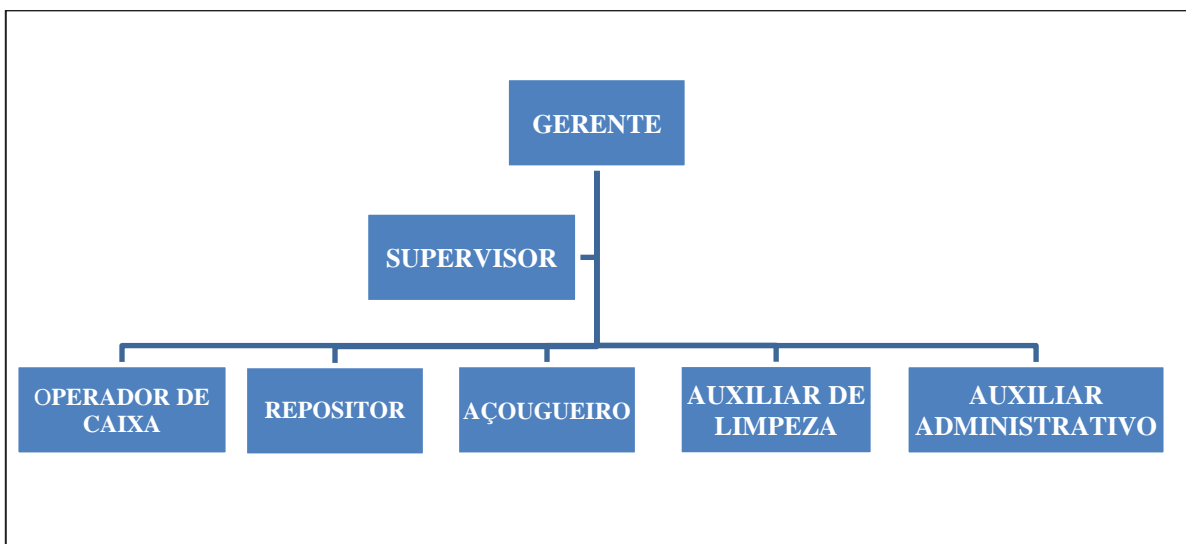 GERENTE
SUPERVISOR
OPERADOR DE
CAIXA
REPOSITOR
AÇOUGUEIRO
AUXILIAR DE
LIMPEZA
AUXILIAR
ADMINISTRATIVO